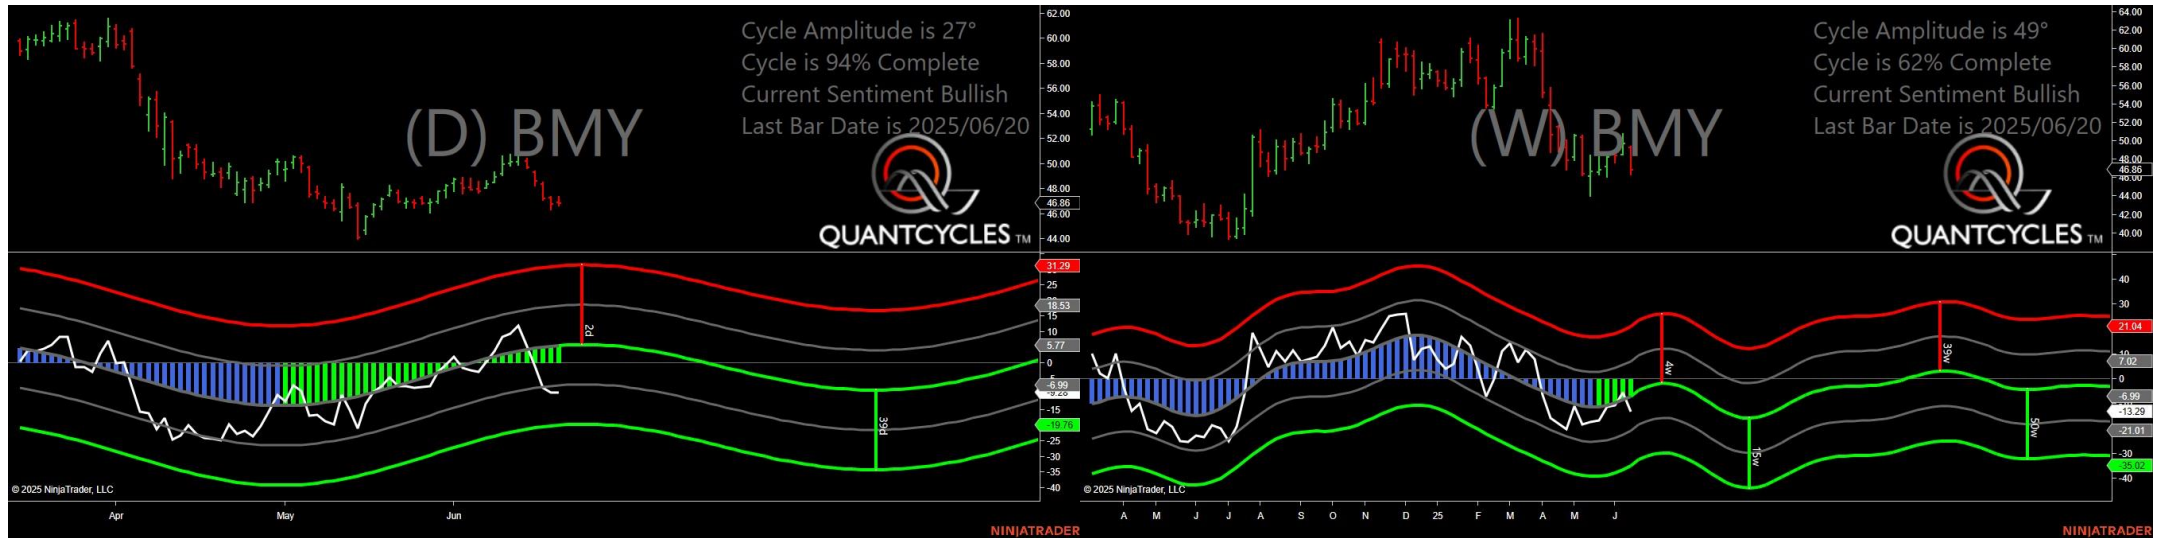 Cycle Amplitude is 27°
Cycle is 94% Complete
Current Sentiment Bullish
Last Bar Date is 2025/06/20
(D) BMY
QUANTCYCLES TM
62.00
60.00
58.00
56.00
54.00
52.00
50.00
48.00
46.86
46.00
44.00
31.29
25
18.53
15
10
5.77
0
-6.99
-9.28
-15
-19.76
-25
-30
-35
-40
2d
39d
© 2025 NinjaTrader, LLC
Apr May Jun
NINJATRADER
Cycle Amplitude is 49°
Cycle is 62% Complete
Current Sentiment Bullish
Last Bar Date is 2025/06/20
(W) BMY
QUANTCYCLES TM
64.00
62.00
60.00
58.00
56.00
54.00
52.00
50.00
48.00
46.86
46.00
44.00
42.00
40.00
40
30
21.04
7.02
0
-6.99
-13.29
-21.01
-30
-35.02
-40
4w
15w
39w
50w
© 2025 NinjaTrader, LLC
A M J J A S O N D 25 F M A M J
NINJATRADER